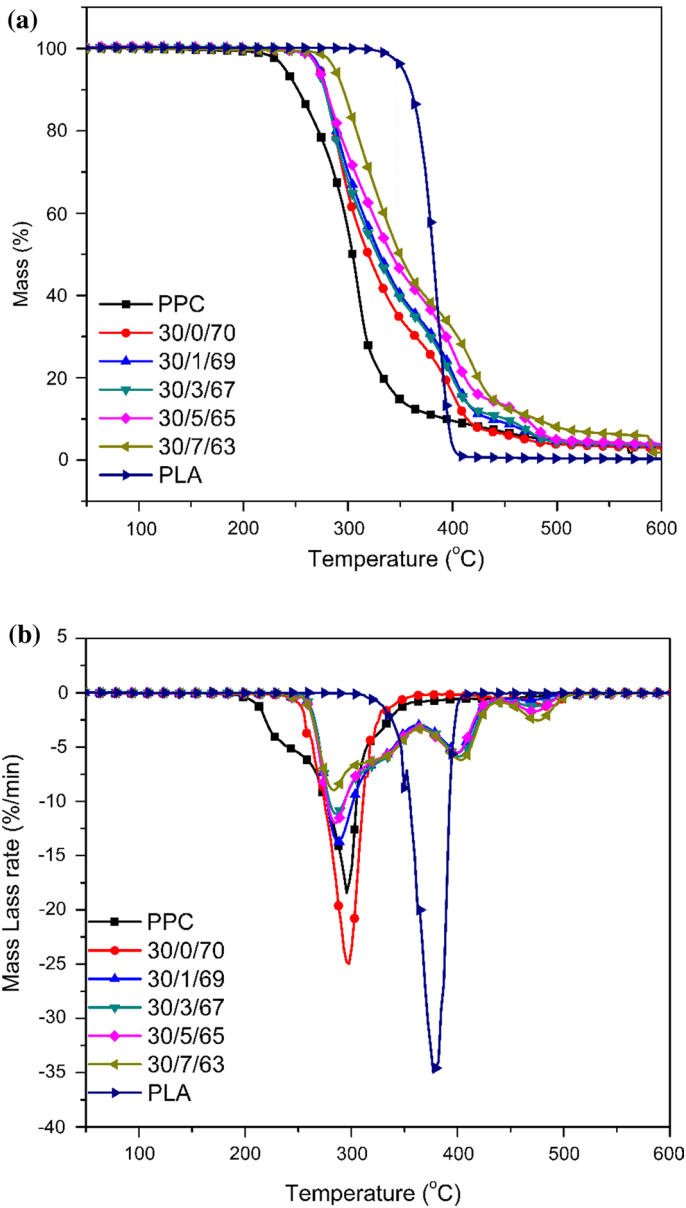 (a)
100
80
60
40
20
0
Mass (%)
PPC
30/0/70
30/1/69
30/3/67
30/5/65
30/7/63
PLA
100 200 300 400 500 600
Temperature (°C)
(b)
5
0
-5
-10
-15
-20
-25
-30
-35
-40
Mass Lass rate (%/min)
PPC
30/0/70
30/1/69
30/3/67
30/5/65
30/7/63
PLA
100 200 300 400 500 600
Temperature (°C)